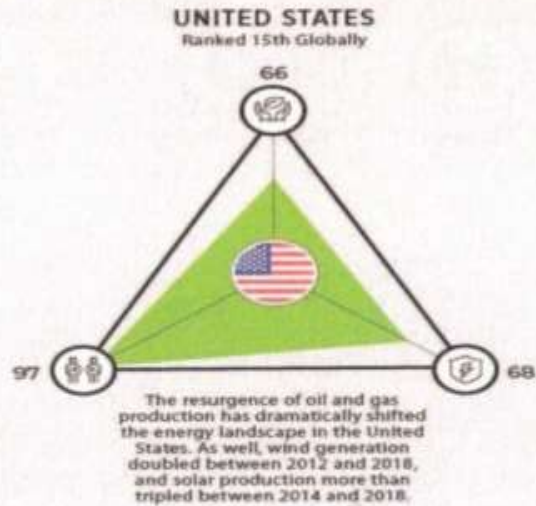 UNITED STATES
Ranked 15th Globally
66
97
68
The resurgence of oil and gas
production has dramatically shifted
the energy landscape in the United
States. As well, wind generation
doubled between 2012 and 2018,
and solar production more than
tripled between 2014 and 2018.